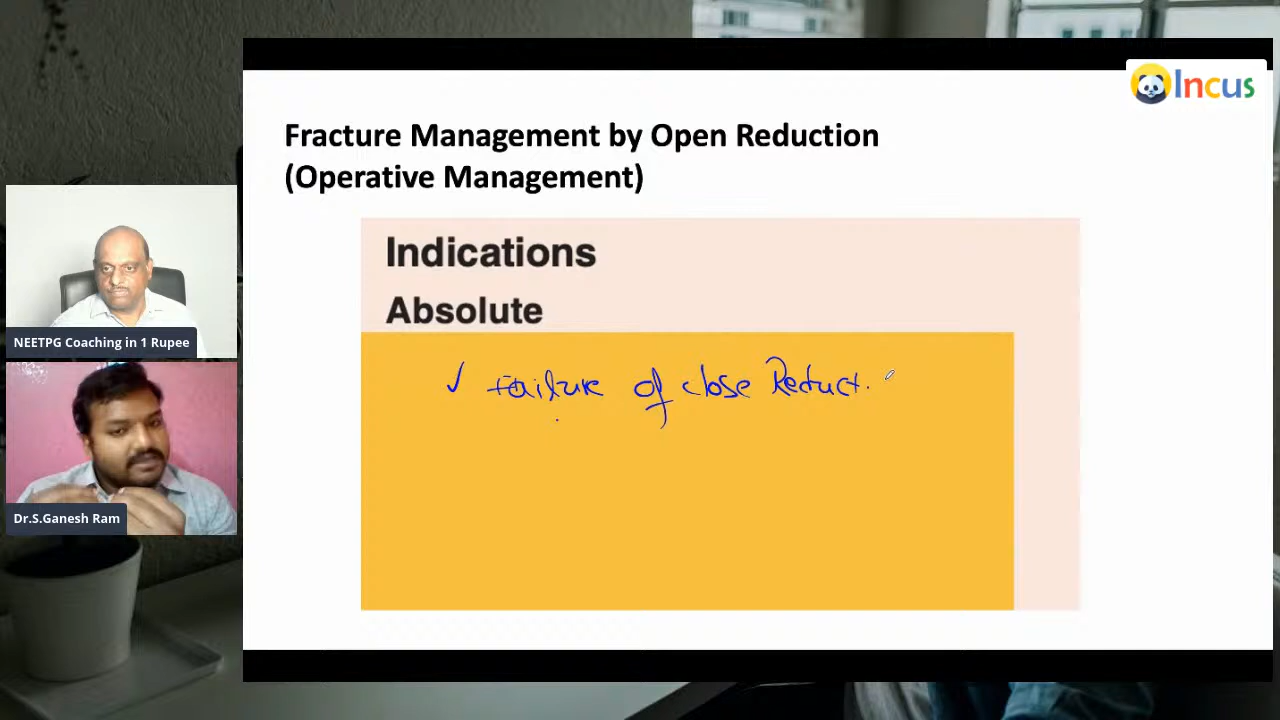 Incus
Fracture Management by Open Reduction
(Operative Management)
Indications
Absolute
✓ Failure of close Reduct.
NEETPG Coaching in 1 Rupee
Dr.S.Ganesh Ram